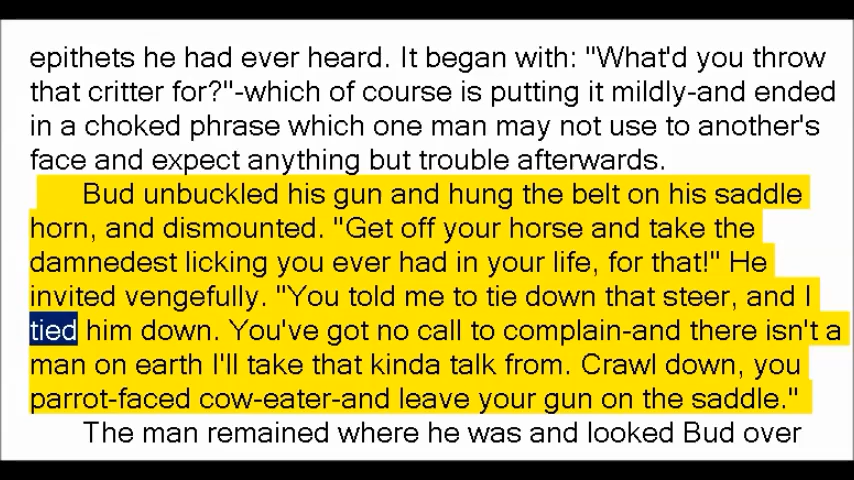 epithets he had ever heard. It began with: "What'd you throw
that critter for?"-which of course is putting it mildly-and ended
in a choked phrase which one man may not use to another's
face and expect anything but trouble afterwards.
Bud unbuckled his gun and hung the belt on his saddle
horn, and dismounted. "Get off your horse and take the
damnedest licking you ever had in your life, for that!" He
invited vengefully. "You told me to tie down that steer, and I
tied him down. You've got no call to complain-and there isn't a
man on earth I'll take that kinda talk from. Crawl down, you
parrot-faced cow-eater-and leave your gun on the saddle."
The man remained where he was and looked Bud over